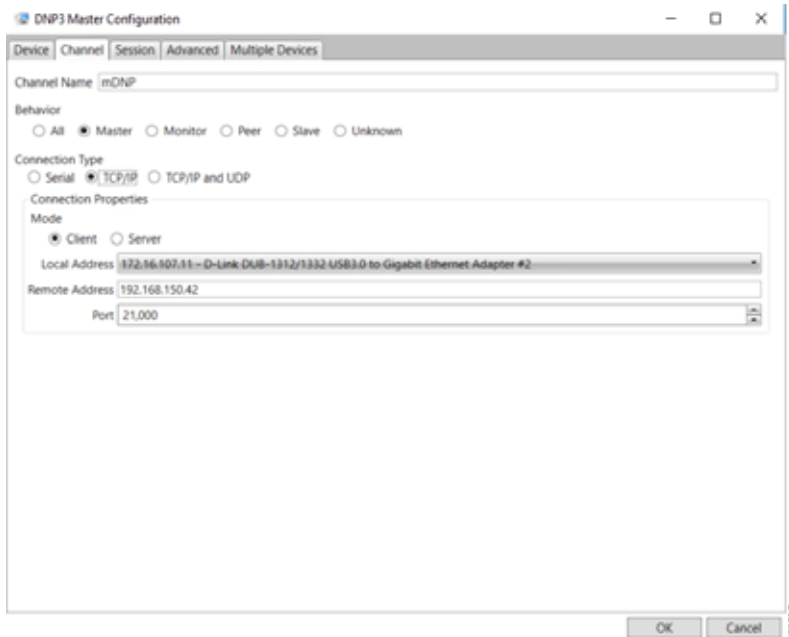 DNP3 Master Configuration
Device Channel Session Advanced Multiple Devices
Channel Name mDNP
Behavior
All Master Monitor Peer Slave Unknown
Connection Type
Serial TCP/IP TCP/IP and UDP
Connection Properties
Mode
Client Server
Local Address 172.16.107.11 - D-Link DUB-1312/1332 USB3.0 to Gigabit Ethernet Adapter #2
Remote Address 192.168.150.42
Port 21,000
OK Cancel